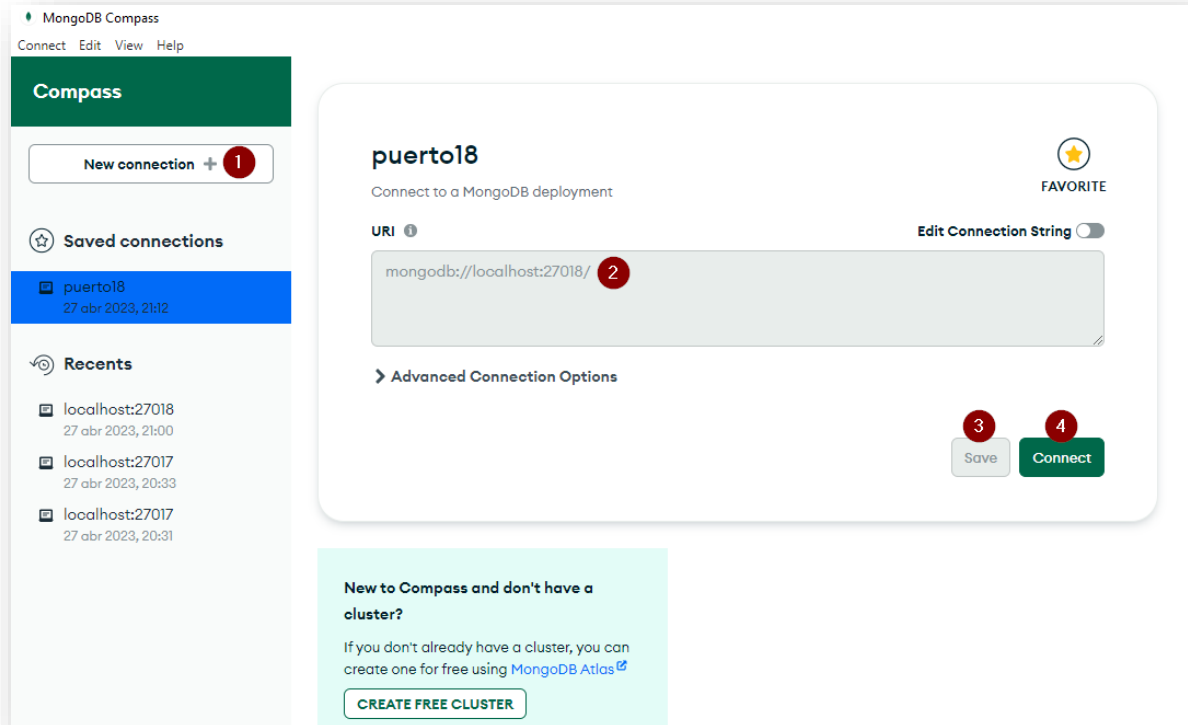 MongoDB Compass
Connect Edit View Help
Compass
New connection + 1
Saved connections
puerto18
27 abr 2023, 21:12
Recents
localhost:27018
27 abr 2023, 21:00
localhost:27017
27 abr 2023, 20:33
localhost:27017
27 abr 2023, 20:31
puerto18
FAVORITE
Connect to a MongoDB deployment
URI
Edit Connection String
mongodb://localhost:27018/ 2
Advanced Connection Options
3 4
Save Connect
New to Compass and don't have a
cluster?
If you don't already have a cluster, you can
create one for free using MongoDB Atlas
CREATE FREE CLUSTER